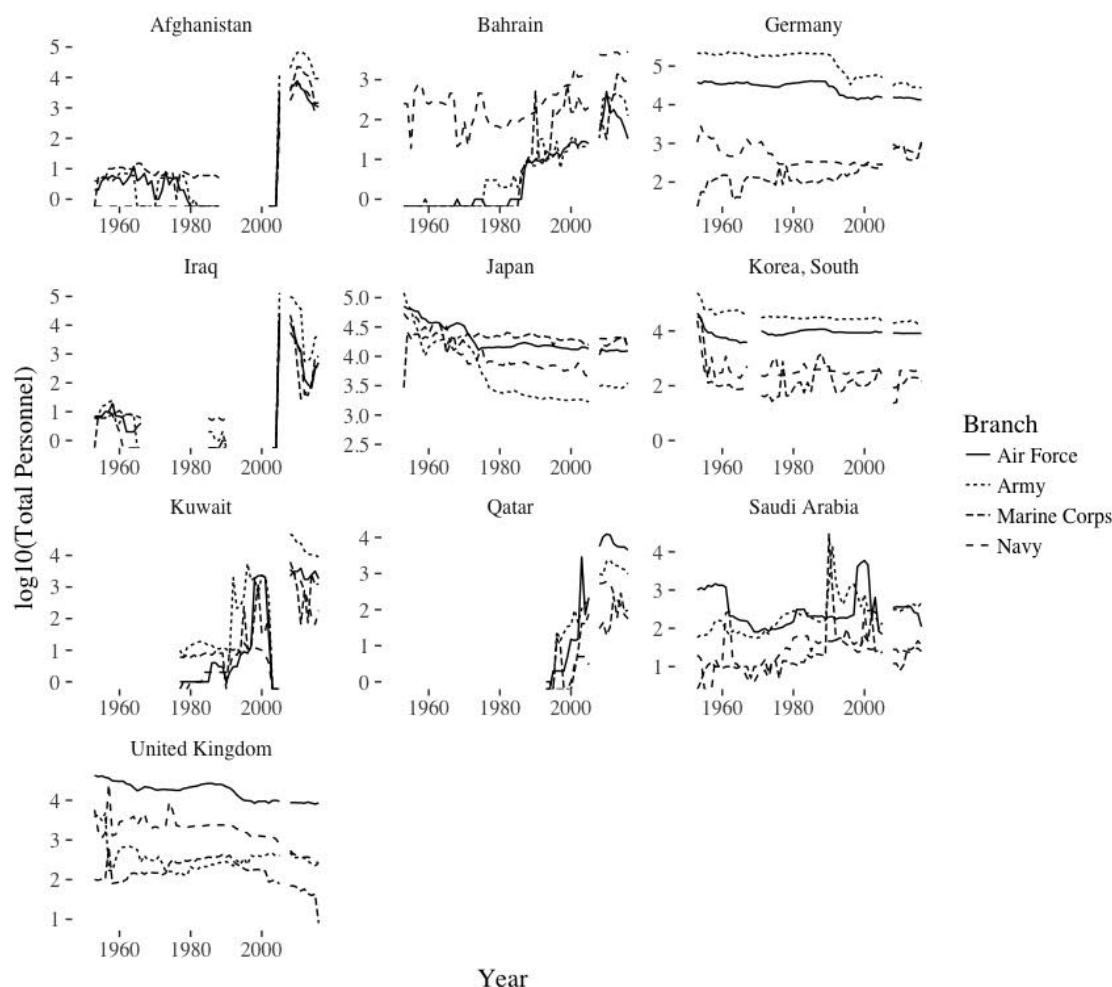 Afghanistan
Bahrain
Germany
5
4
3
2
1
0
1960 1980 2000
3
2
1
0
1960 1980 2000
5
4
3
2
1960 1980 2000
Iraq
Japan
Korea, South
5
4
3
2
1
0
1960 1980 2000
5.0
4.5
4.0
3.5
3.0
2.5
1960 1980 2000
4
2
0
1960 1980 2000
Kuwait
Qatar
Saudi Arabia
4
3
2
1
0
1960 1980 2000
4
3
2
1
0
1960 1980 2000
4
3
2
1
1960 1980 2000
United Kingdom
4
3
2
1
1960 1980 2000
log10(Total Personnel)
Year
Branch
Air Force
Army
Marine Corps
Navy